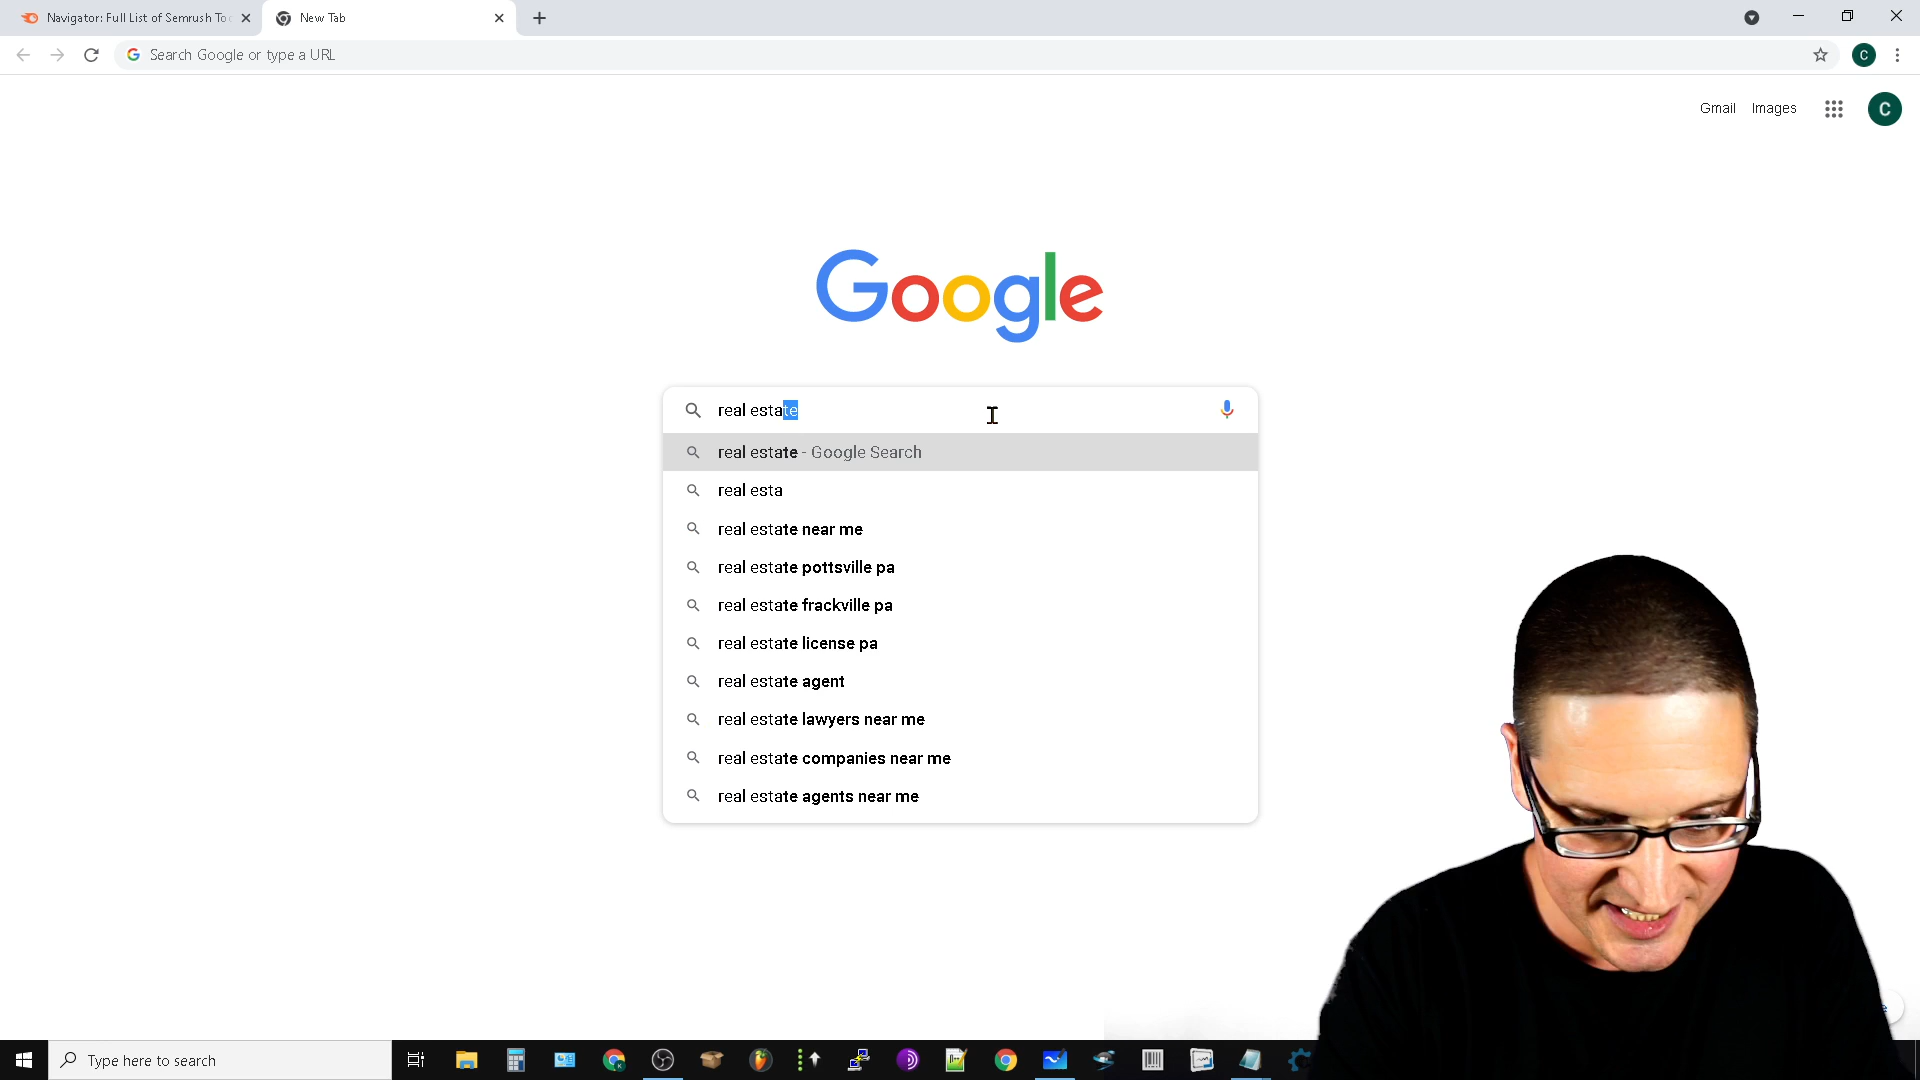 Navigator: Full List of Semrush To
New Tab
Search Google or type a URL
C
Gmail
Images
C
Google
real estate
real estate - Google Search
real esta
real estate near me
real estate pottsville pa
real estate frackville pa
real estate license pa
real estate agent
real estate lawyers near me
real estate companies near me
real estate agents near me
Type here to search